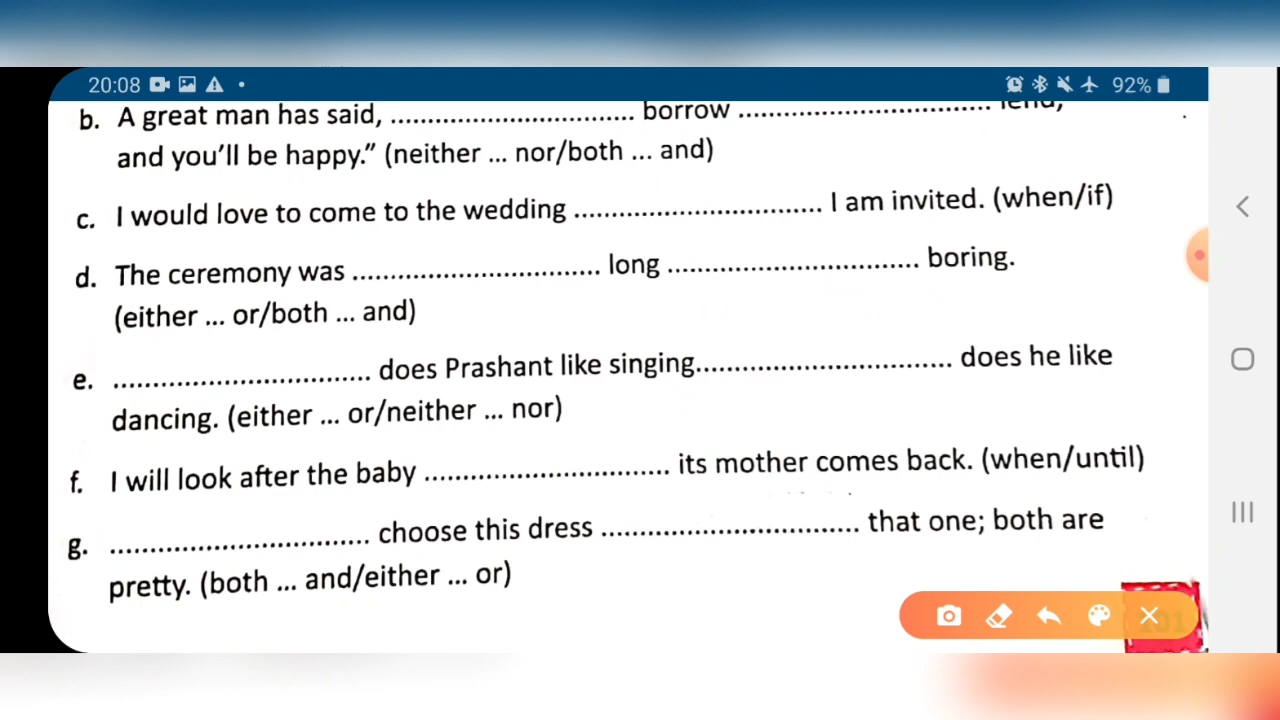 20:08
92%
b. A great man has said, .............................. borrow ............................... lend,
and you'll be happy." (neither ... nor/both ... and)
c. I would love to come to the wedding ............................... I am invited. (when/if)
d. The ceremony was ............................... long ............................... boring.
(either ... or/both ... and)
e. ................................ does Prashant like singing................................ does he like
dancing. (either ... or/neither ... nor)
f. I will look after the baby .............................. its mother comes back. (when/until)
g. ................................ choose this dress ................................ that one; both are
pretty. (both ... and/either ... or)
101